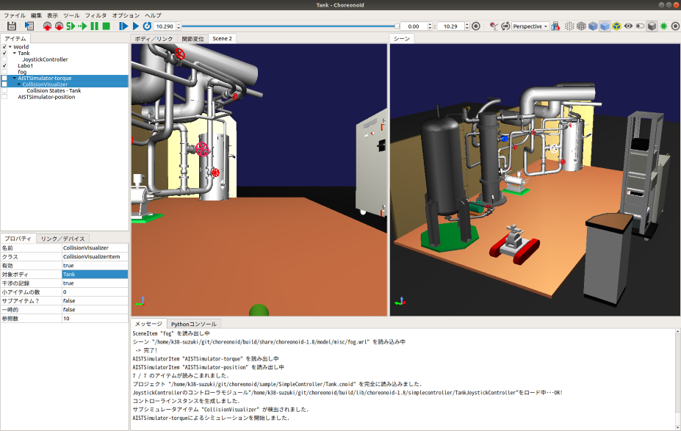 Tank - Choreonoid
ファイル 編集 表示 ツール フィルタ オプション ヘルプ
10.290 0.00 10.29 Perspective
アイテム
World
Tank
JoystickController
Labo1
fog
AISTSimulator-torque
CollisionVisualizer
Collision States - Tank
AISTSimulator-position
ボディ／リンク 関節変位 Scene 2
シーン
プロパティ リンク／デバイス
名前 CollisionVisualizer
クラス CollisionVisualizerItem
有効 true
対象ボディ Tank
干渉の記録 true
小アイテムの数 0
サブアイテム？ false
一時的 false
参照数 10
メッセージ Pythonコンソール
SceneItem "fog" を読み出し中
シーン "/home/k38-suzuki/git/choreonoid/build/share/choreonoid-1.8/model/misc/fog.wrl" を読み込み中
-> 完了!
AISTSimulatorItem "AISTSimulator-torque" を読み出し中
AISTSimulatorItem "AISTSimulator-position" を読み出し中
7 / 7 のアイテムが読みこまれました.
プロジェクト "/home/k38-suzuki/git/choreonoid/sample/SimpleController/Tank.cnoid" を完全に読み込みました.
JoystickControllerのコントローラモジュール"/home/k38-suzuki/git/choreonoid/build/lib/choreonoid-1.8/simplecontroller/TankJoystickController"をロード中...OK!
コントローラインスタンスを生成しました.
サブシミュレータアイテム "CollisionVisualizer" が検出されました.
AISTSimulator-torqueによるシミュレーションを開始しました.